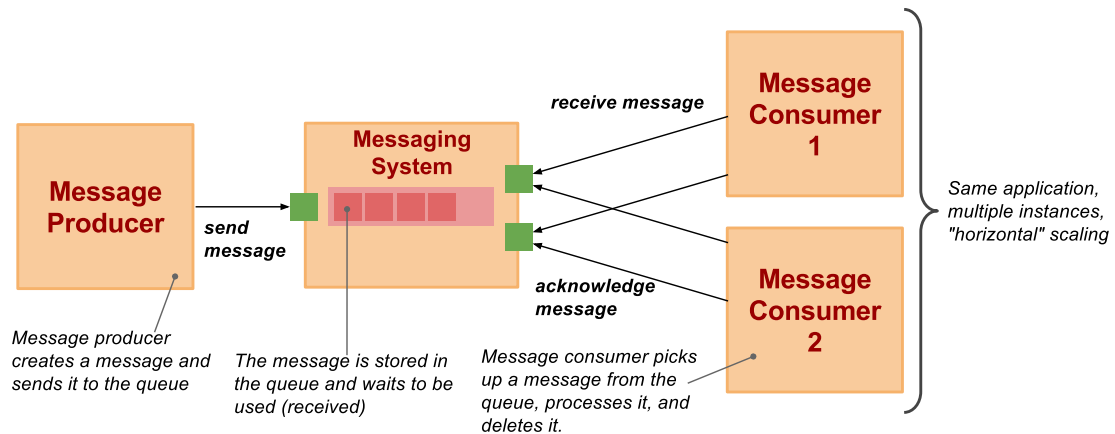 Message
Producer
send
message
Message producer
creates a message and
sends it to the queue
Messaging
System
The message is stored in
the queue and waits to be
used (received)
receive message
acknowledge
message
Message consumer picks
up a message from the
queue, processes it, and
deletes it.
Message
Consumer
1
Message
Consumer
2
Same application,
multiple instances,
"horizontal" scaling